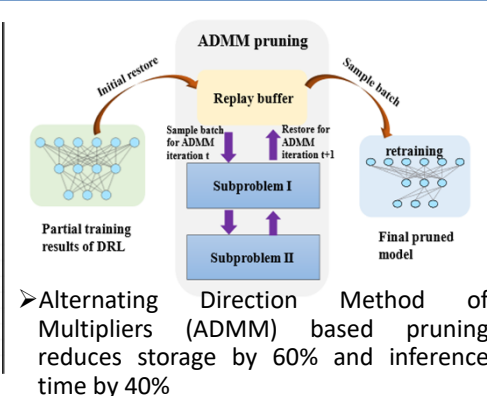 ADMM pruning
Initial restore
Replay buffer
Sample batch
Sample batch
for ADMM
iteration t
Restore for
ADMM
iteration t+1
retraining
Subproblem I
Subproblem II
Partial training
results of DRL
Final pruned
model
➢Alternating Direction Method of
Multipliers (ADMM) based pruning
reduces storage by 60% and inference
time by 40%